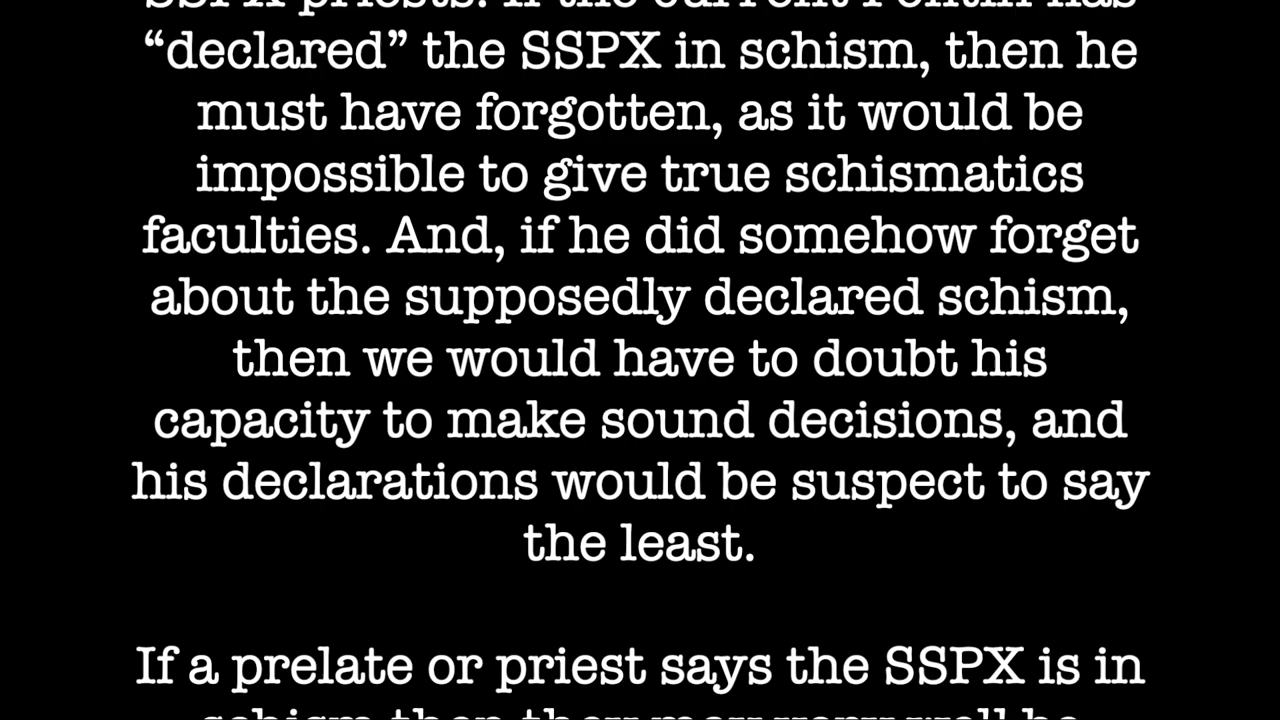 SSPX priests. If the current Pontiff has
“declared” the SSPX in schism, then he
must have forgotten, as it would be
impossible to give true schismatics
faculties. And, if he did somehow forget
about the supposedly declared schism,
then we would have to doubt his
capacity to make sound decisions, and
his declarations would be suspect to say
the least.
If a prelate or priest says the SSPX is in
schism then they may very well be